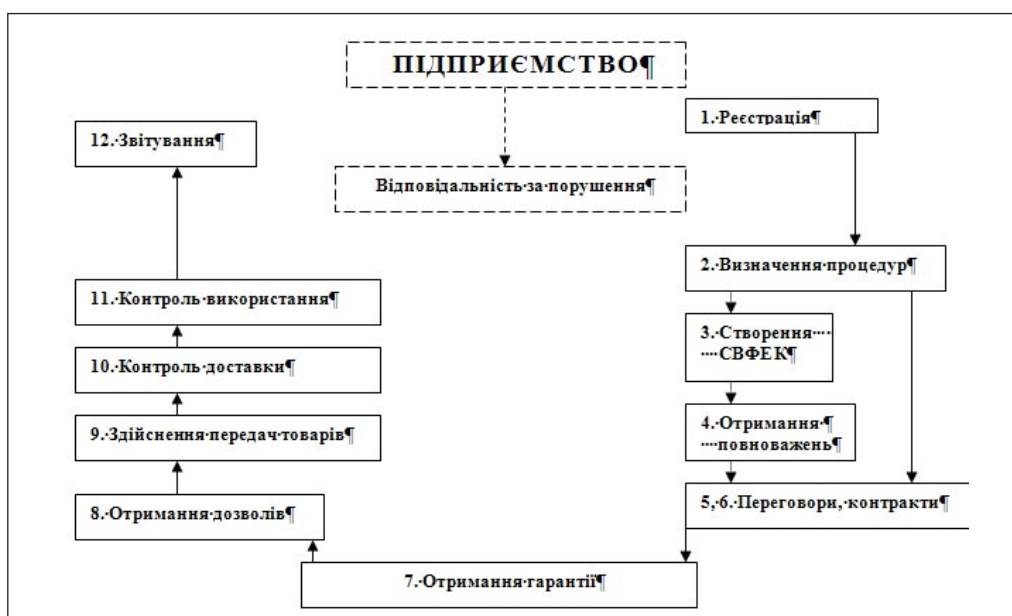 ПІДПРИЄМСТВО¶
1.·Реєстрація¶
12.·Звітування¶
Відповідальність·за·порушення¶
2.·Визначення·процедур¶
11.·Контроль·використання¶
3.·Створення····
····СВФЕК¶
10.·Контроль·доставки¶
4.·Отримання·¶
····повноважень¶
9.·Здійснення·передач·товарів¶
5,·6.·Переговори,·контракти¶
8.·Отримання·дозволів¶
7.·Отримання·гарантії¶